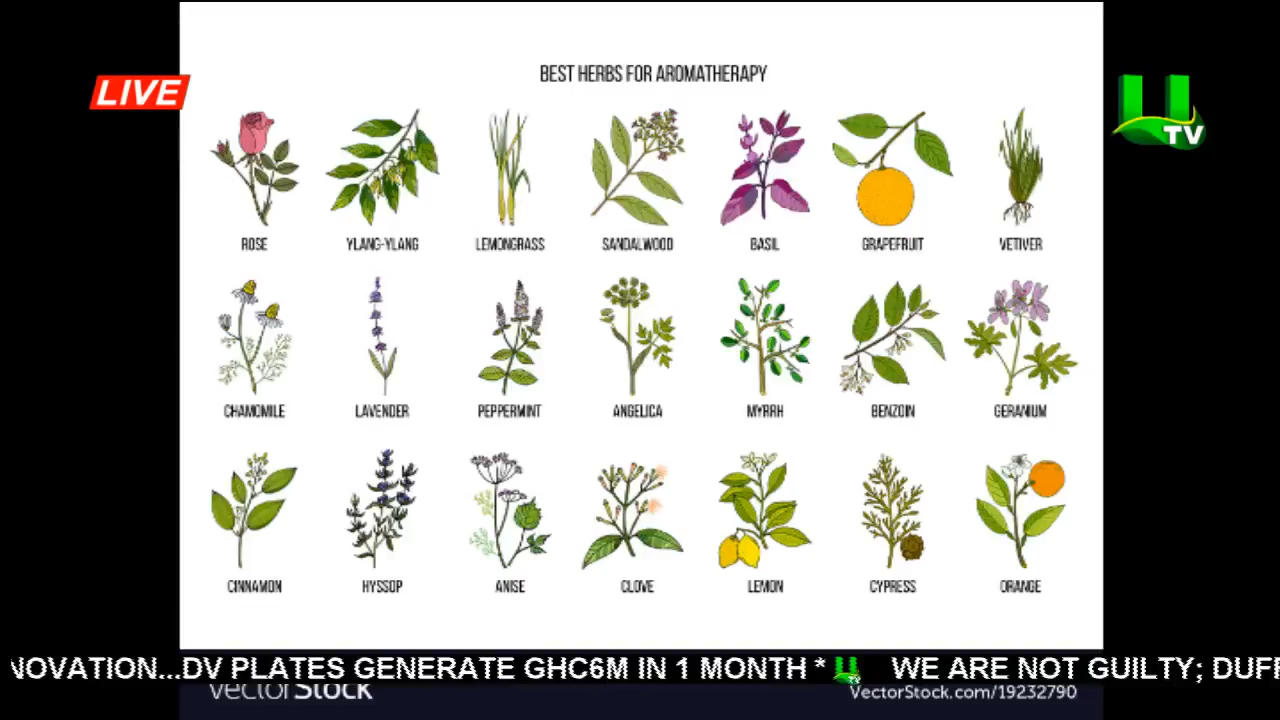 BEST HERBS FOR AROMATHERAPY
LIVE
U
TV
ROSE YLANG-YLANG LEMONGRASS SANDALWOOD BASIL GRAPEFRUIT VETIVER
CHAMOMILE LAVENDER PEPPERMINT ANGELICA MYRRH BENZOIN GERANIUM
CINNAMON HYSSOP ANISE CLOVE LEMON CYPRESS ORANGE
NOVATION...DV PLATES GENERATE GHC6M IN 1 MONTH * WE ARE NOT GUILTY; DUFF
VectorStock VectorStock.com/19232790